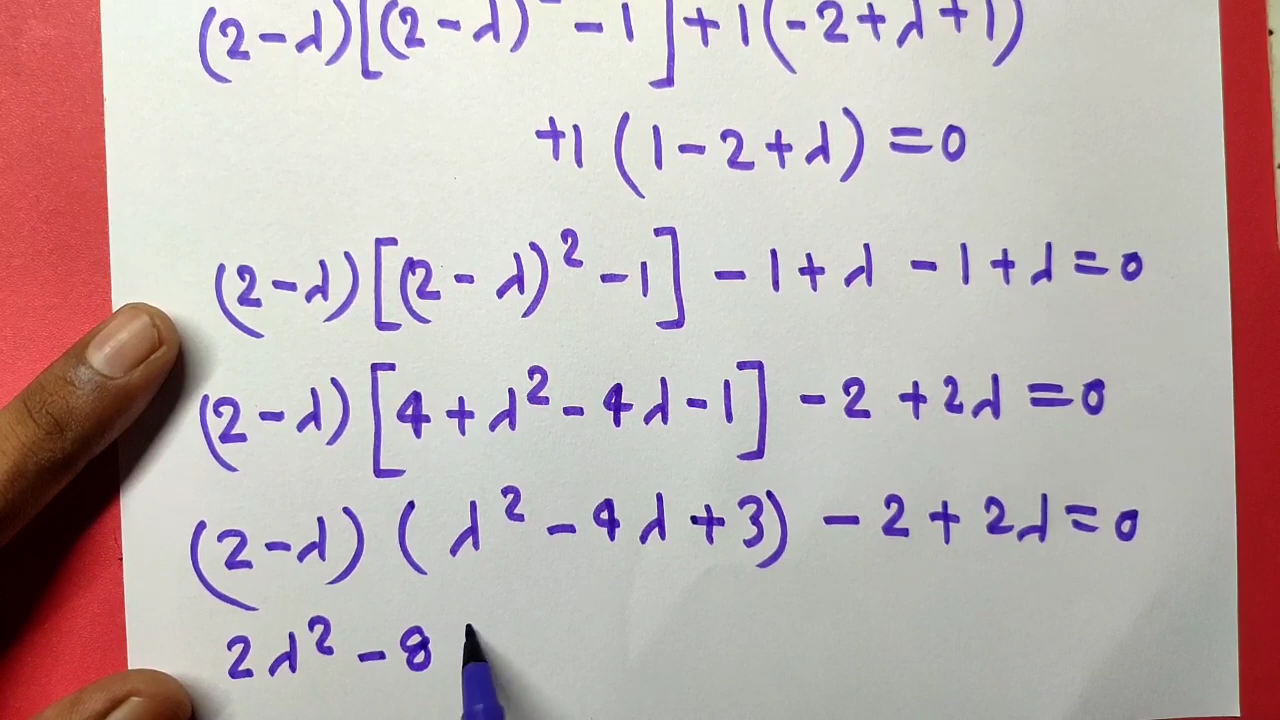 (2-λ)[(2-λ)² -1]+1(-2+λ+1)
+1(1-2+λ)=0
(2-λ)[(2-λ)²-1] -1+λ-1+λ=0
(2-λ)[4+λ²-4λ-1] -2+2λ=0
(2-λ)(λ²-4λ+3) -2+2λ=0
2λ²-8